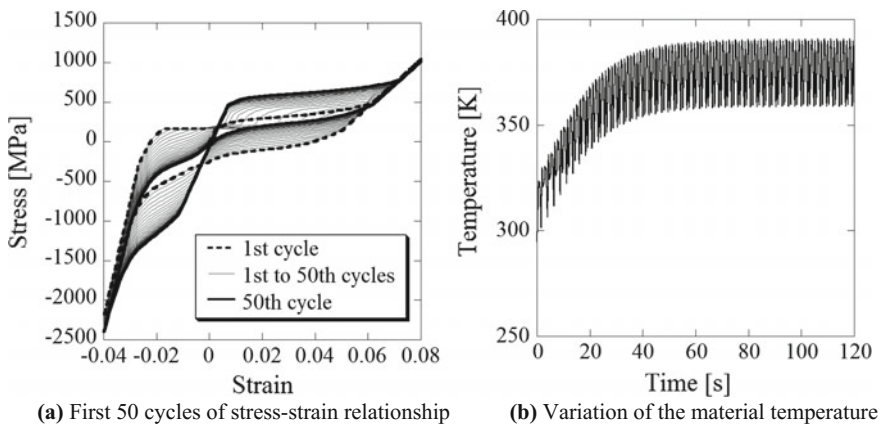 1500
1000
500
0
-500
-1000
-1500
-2000
-2500
Stress [MPa]
1st cycle
1st to 50th cycles
50th cycle
-0.04 -0.02 0 0.02 0.04 0.06 0.08
Strain
(a) First 50 cycles of stress-strain relationship
400
350
300
250
Temperature [K]
0 20 40 60 80 100 120
Time [s]
(b) Variation of the material temperature